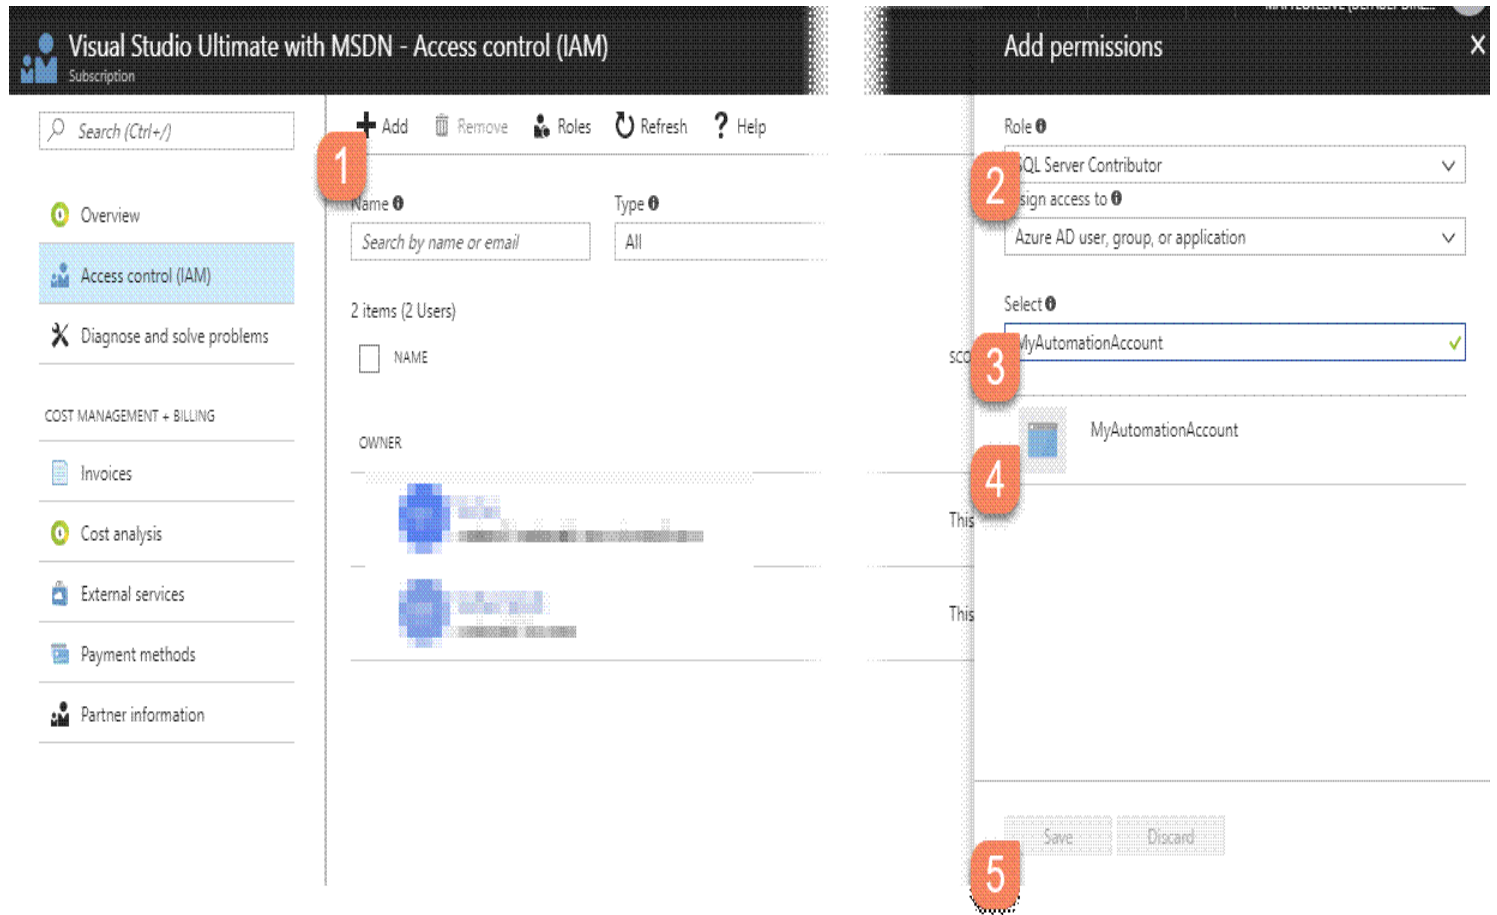 Visual Studio Ultimate with MSDN - Access control (IAM)
Subscription
Search (Ctrl+/)
Overview
Access control (IAM)
Diagnose and solve problems
COST MANAGEMENT + BILLING
Invoices
Cost analysis
External services
Payment methods
Partner information
Add Remove Roles Refresh ? Help
1
Name Type
Search by name or email All
2 items (2 Users)
NAME
SCO
OWNER
This
This
Add permissions X
Role
2
SQL Server Contributor
sign access to
Azure AD user, group, or application
Select
3
MyAutomationAccount
MyAutomationAccount
4
Save Discard
5